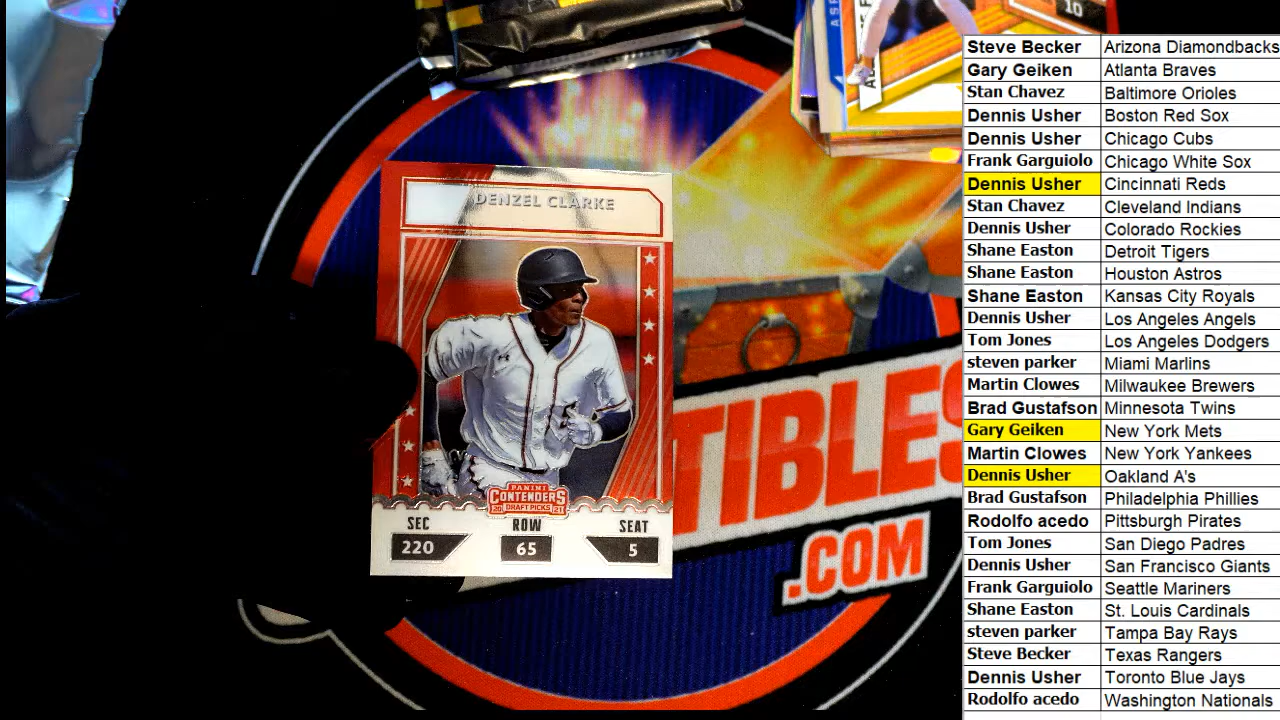 10
DENZEL CLARKE
PANINI
CONTENDERS
20 DRAFT PICKS 21
SEC ROW SEAT
220 65 5
TIBLES
.COM
Steve Becker Arizona Diamondbacks
Gary Geiken Atlanta Braves
Stan Chavez Baltimore Orioles
Dennis Usher Boston Red Sox
Dennis Usher Chicago Cubs
Frank Garguiolo Chicago White Sox
Dennis Usher Cincinnati Reds
Stan Chavez Cleveland Indians
Dennis Usher Colorado Rockies
Shane Easton Detroit Tigers
Shane Easton Houston Astros
Shane Easton Kansas City Royals
Dennis Usher Los Angeles Angels
Tom Jones Los Angeles Dodgers
steven parker Miami Marlins
Martin Clowes Milwaukee Brewers
Brad Gustafson Minnesota Twins
Gary Geiken New York Mets
Martin Clowes New York Yankees
Dennis Usher Oakland A's
Brad Gustafson Philadelphia Phillies
Rodolfo acedo Pittsburgh Pirates
Tom Jones San Diego Padres
Dennis Usher San Francisco Giants
Frank Garguiolo Seattle Mariners
Shane Easton St. Louis Cardinals
steven parker Tampa Bay Rays
Steve Becker Texas Rangers
Dennis Usher Toronto Blue Jays
Rodolfo acedo Washington Nationals